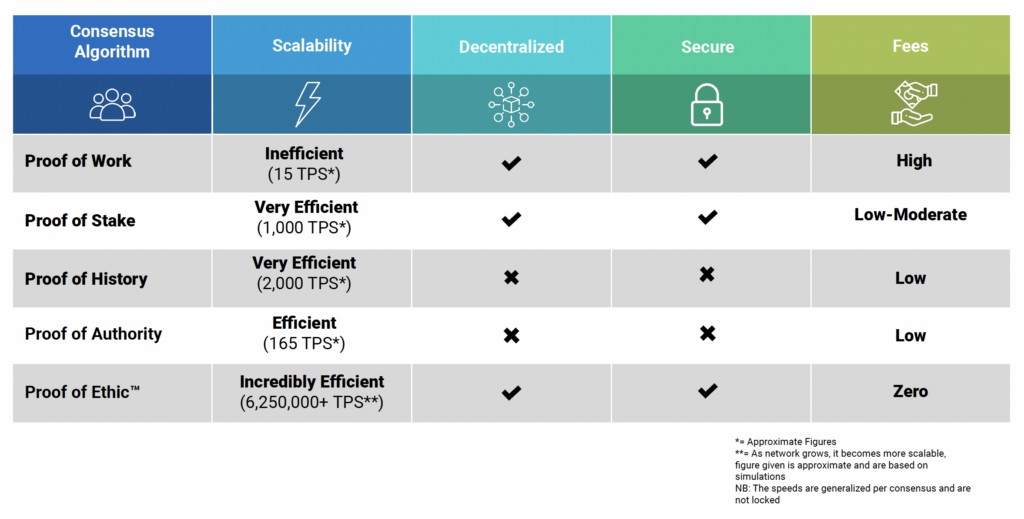 Consensus
Algorithm
Scalability
Decentralized
Secure
Fees
Proof of Work
Inefficient
(15 TPS*)
✔
✔
High
Proof of Stake
Very Efficient
(1,000 TPS*)
✔
✔
Low-Moderate
Proof of History
Very Efficient
(2,000 TPS*)
✖
✖
Low
Proof of Authority
Efficient
(165 TPS*)
✖
✖
Low
Proof of Ethic™
Incredibly Efficient
(6,250,000+ TPS**)
✔
✔
Zero
*= Approximate Figures
**= As network grows, it becomes more scalable,
figure given is approximate and are based on
simulations
NB: The speeds are generalized per consensus and are
not locked